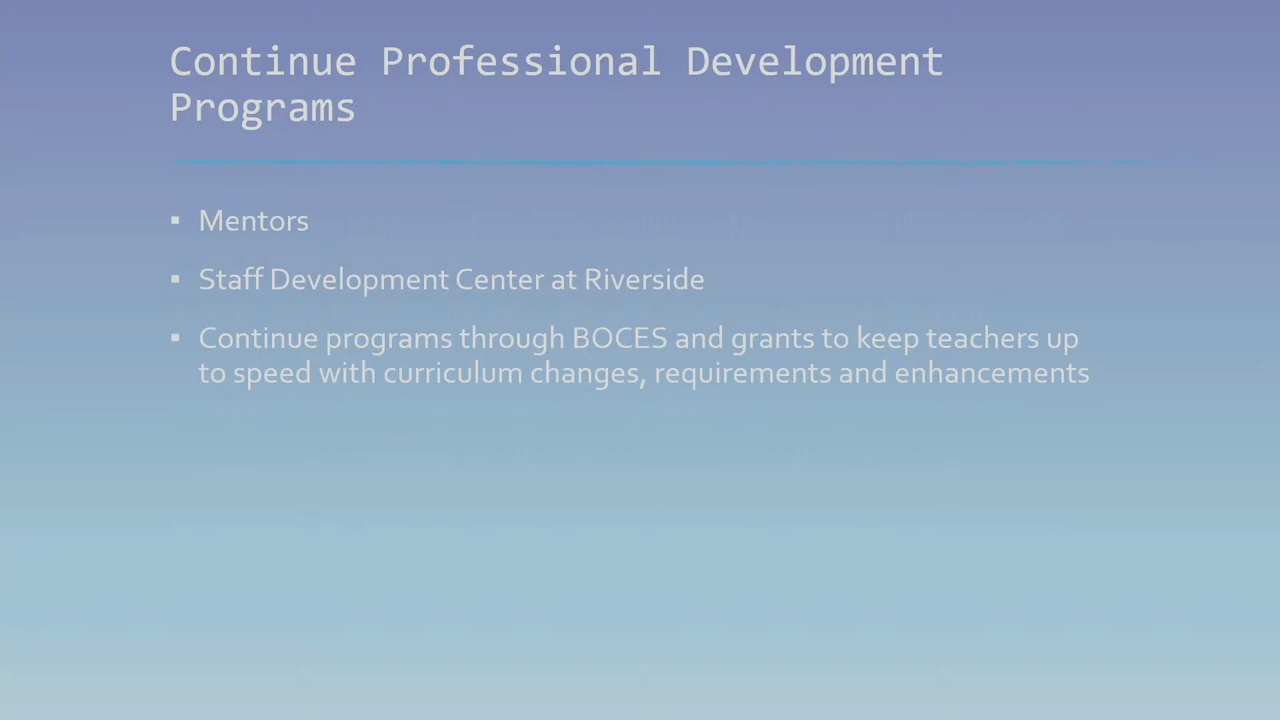 Continue Professional Development
Programs
▪ Mentors
▪ Staff Development Center at Riverside
▪ Continue programs through BOCES and grants to keep teachers up
to speed with curriculum changes, requirements and enhancements